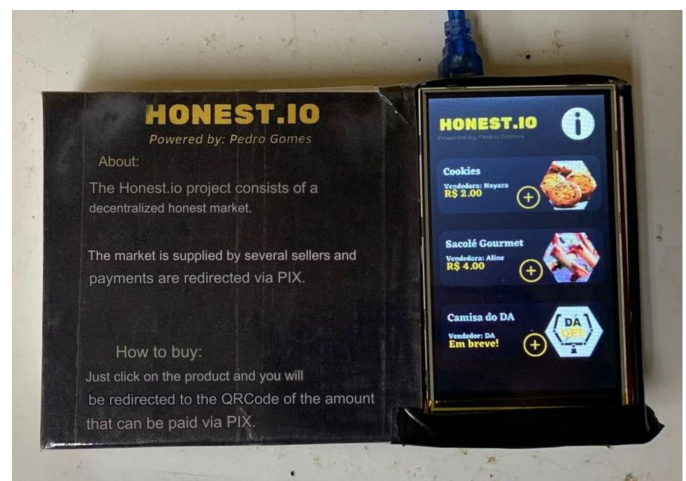 HONEST.IO
Powered by: Pedro Gomes
About:
The Honest.io project consists of a
decentralized honest market.
The market is supplied by several sellers and
payments are redirected via PIX.
How to buy:
Just click on the product and you will
be redirected to the QRCode of the amount
that can be paid via PIX.
HONEST.IO
i
Powered by: Pedro Gomes
Cookies
Vendedora: Nayara
R$ 2.00
+
Sacolé Gourmet
Vendedora: Aline
R$ 4.00
+
Camisa do DA
Vendedor: DA
Em breve!
+
DA